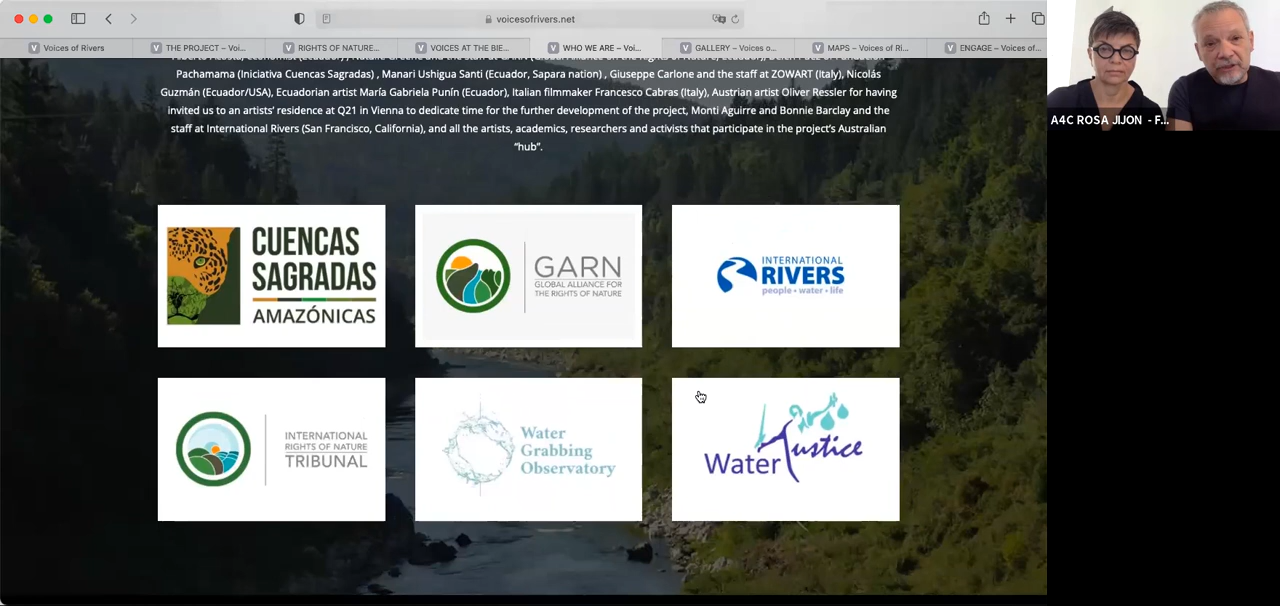 voicesofrivers.net
Voices of Rivers
THE PROJECT – Voi...
RIGHTS OF NATURE...
VOICES AT THE BIE...
WHO WE ARE – Voi...
GALLERY – Voices o...
MAPS – Voices of Ri...
ENGAGE – Voices of...
Pachamama (Iniciativa Cuencas Sagradas) , Manari Ushigua Santi (Ecuador, Sapara nation) , Giuseppe Carlone and the staff at ZOWART (Italy), Nicolás
Guzmán (Ecuador/USA), Ecuadorian artist María Gabriela Punín (Ecuador), Italian filmmaker Francesco Cabras (Italy), Austrian artist Oliver Ressler for having
invited us to an artists' residence at Q21 in Vienna to dedicate time for the further development of the project, Monti Aguirre and Bonnie Barclay and the
staff at International Rivers (San Francisco, California), and all the artists, academics, researchers and activists that participate in the project's Australian
"hub".
CUENCAS
SAGRADAS
AMAZÓNICAS
GARN
GLOBAL ALLIANCE FOR
THE RIGHTS OF NATURE
INTERNATIONAL
RIVERS
people • water • life
INTERNATIONAL
RIGHTS OF NATURE
TRIBUNAL
Water
Grabbing
Observatory
Water Justice
A4C ROSA JIJON - F...